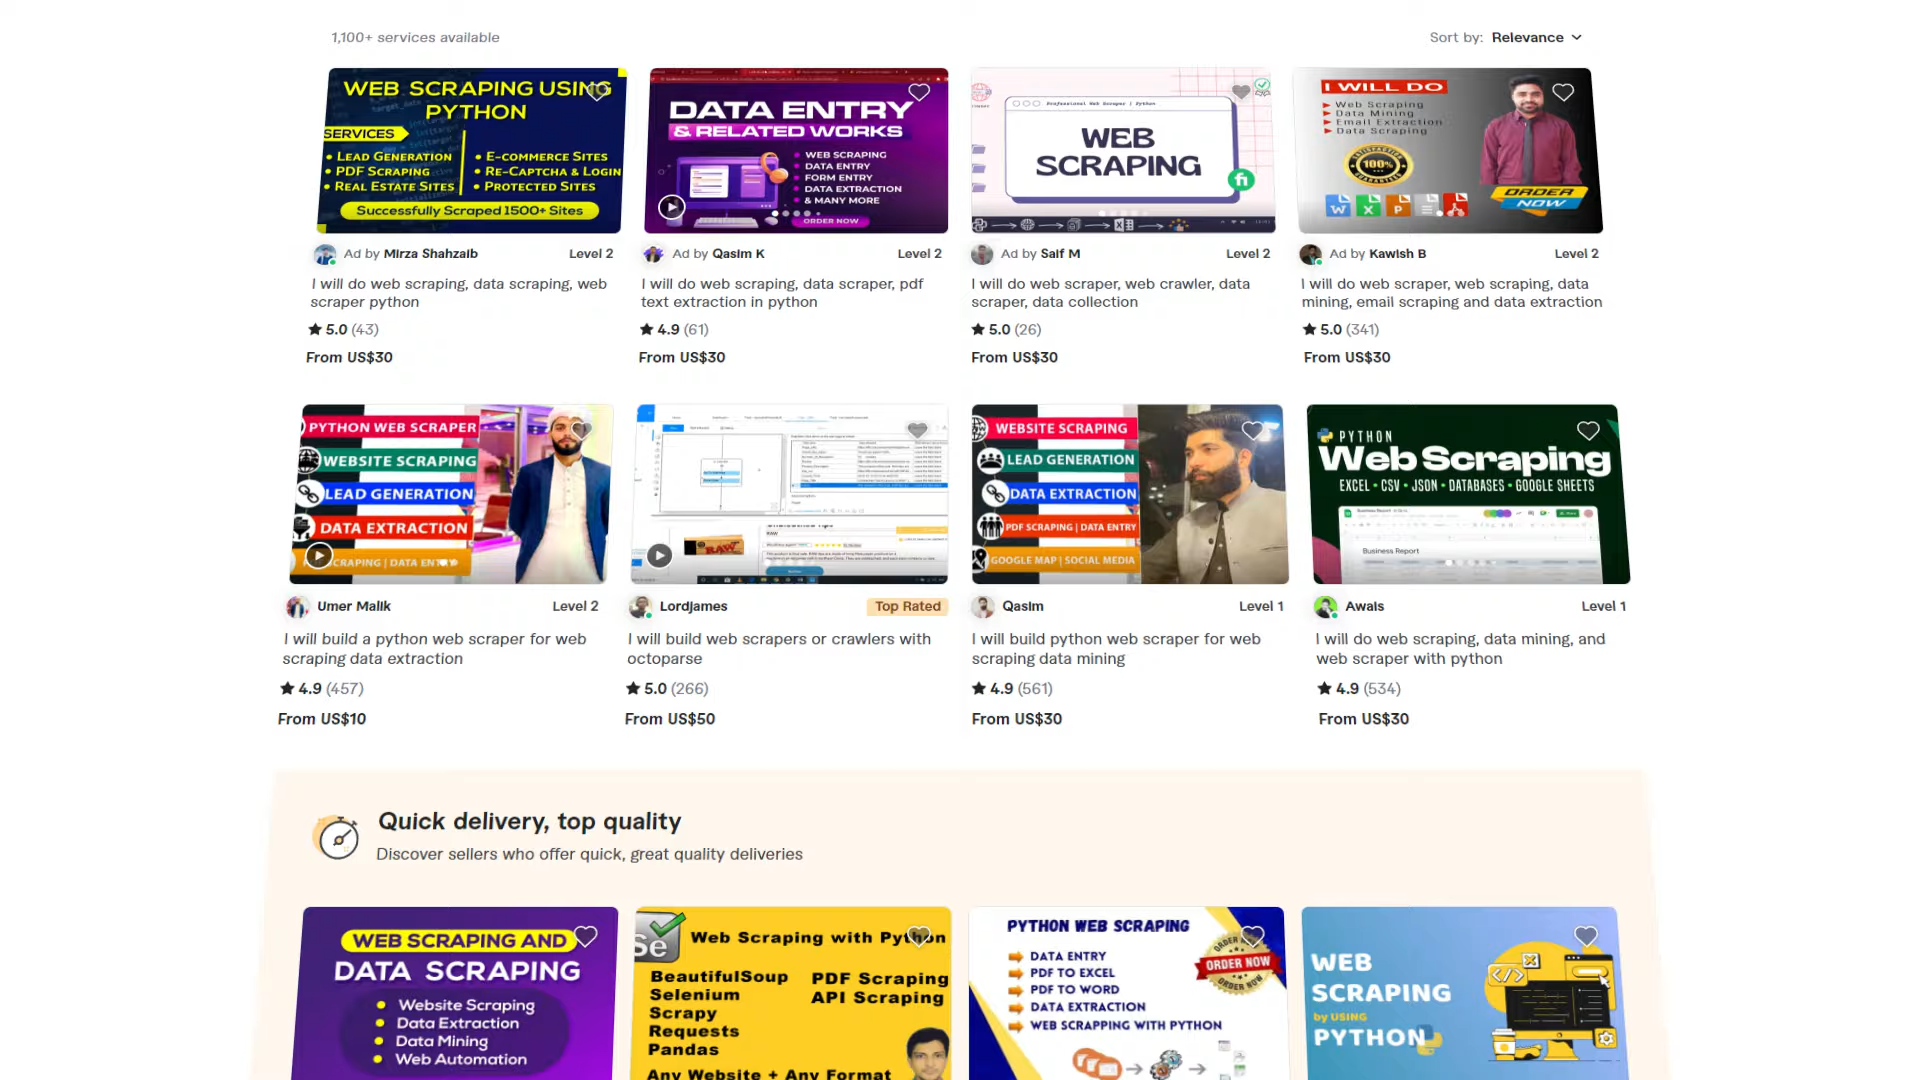 1,100+ services available
Sort by: Relevance
WEB SCRAPING USING
PYTHON
SERVICES
• LEAD GENERATION
• PDF SCRAPING
• REAL ESTATE SITES
• E-COMMERCE SITES
• RE-CAPTCHA & LOGIN
• PROTECTED SITES
Successfully Scraped 1500+ Sites
DATA ENTRY
& RELATED WORKS
WEB SCRAPING
DATA ENTRY
FORM ENTRY
DATA EXTRACTION
& MANY MORE
ORDER NOW
Professional Web Scraper | Python
WEB
SCRAPING
fi
I WILL DO
Web Scraping
Data Mining
Email Extraction
Data Scraping
100%
ORDER
NOW
Ad by Mirza Shahzaib
Level 2
Ad by Qasim K
Level 2
Ad by Saif M
Level 2
Ad by Kawish B
Level 2
I will do web scraping, data scraping, web
scraper python
I will do web scraping, data scraper, pdf
text extraction in python
I will do web scraper, web crawler, data
scraper, data collection
I will do web scraper, web scraping, data
mining, email scraping and data extraction
5.0 (43)
4.9 (61)
5.0 (26)
5.0 (341)
From US$30
From US$30
From US$30
From US$30
PYTHON WEB SCRAPER
WEBSITE SCRAPING
LEAD GENERATION
DATA EXTRACTION
SCRAPING | DATA ENTRY
RAW
WEBSITE SCRAPING
LEAD GENERATION
DATA EXTRACTION
PDF SCRAPING | DATA ENTRY
GOOGLE MAP | SOCIAL MEDIA
PYTHON
Web Scraping
EXCEL • CSV • JSON • DATABASES • GOOGLE SHEETS
Business Report
Umer Malik
Level 2
Lordjames
Top Rated
Qasim
Level 1
Awais
Level 1
I will build a python web scraper for web
scraping data extraction
I will build web scrapers or crawlers with
octoparse
I will build python web scraper for web
scraping data mining
I will do web scraping, data mining, and
web scraper with python
4.9 (457)
5.0 (266)
4.9 (561)
4.9 (534)
From US$10
From US$50
From US$30
From US$30
Quick delivery, top quality
Discover sellers who offer quick, great quality deliveries
WEB SCRAPING AND
DATA SCRAPING
Website Scraping
Data Extraction
Data Mining
Web Automation
Se
Web Scraping with Python
BeautifulSoup
Selenium
Scrapy
Requests
Pandas
PDF Scraping
API Scraping
Any Website + Any Format
PYTHON WEB SCRAPING
DATA ENTRY
PDF TO EXCEL
PDF TO WORD
DATA EXTRACTION
WEB SCRAPPING WITH PYTHON
ORDER NOW
WEB
SCRAPING
by USING
PYTHON